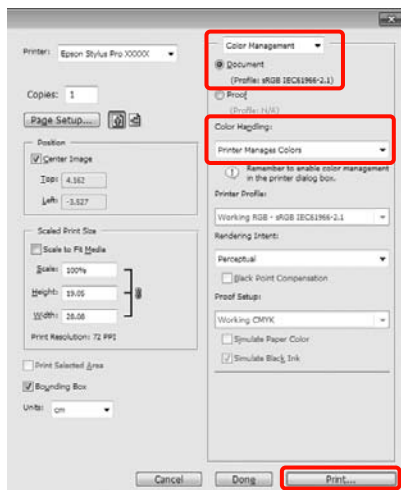 Printer: Epson Stylus Pro XXXXX
Copies: 1
Page Setup...
Position
Center Image
Top: 4.162
Left: -3.527
Scaled Print Size
Scale to Fit Media
Scale: 100%
Height: 19.05
Width: 28.08
Print Resolution: 72 PPI
Print Selected Area
Bounding Box
Units: cm
Color Management
Document
(Profile: sRGB IEC61966-2.1)
Proof
(Profile: N/A)
Color Handling:
Printer Manages Colors
Remember to enable color management
in the printer dialog box.
Printer Profile:
Working RGB - sRGB IEC61966-2.1
Rendering Intent:
Perceptual
Black Point Compensation
Proof Setup:
Working CMYK
Simulate Paper Color
Simulate Black Ink
Cancel
Done
Print...